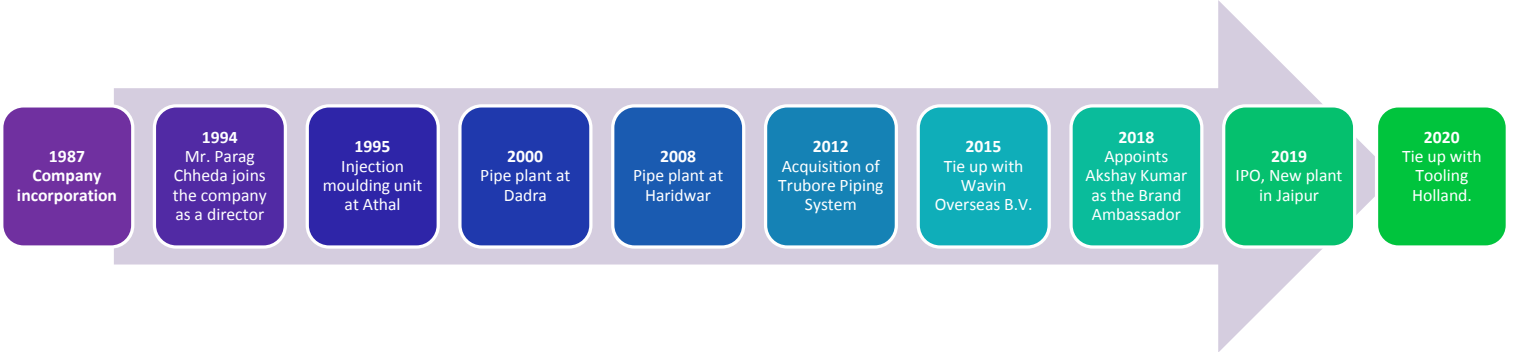 1987
Company
incorporation
1994
Mr. Parag
Chheda joins
the company
as a director
1995
Injection
moulding unit
at Athal
2000
Pipe plant at
Dadra
2008
Pipe plant at
Haridwar
2012
Acquisition of
Trubore Piping
System
2015
Tie up with
Wavin
Overseas B.V.
2018
Appoints
Akshay Kumar
as the Brand
Ambassador
2019
IPO, New plant
in Jaipur
2020
Tie up with
Tooling
Holland.